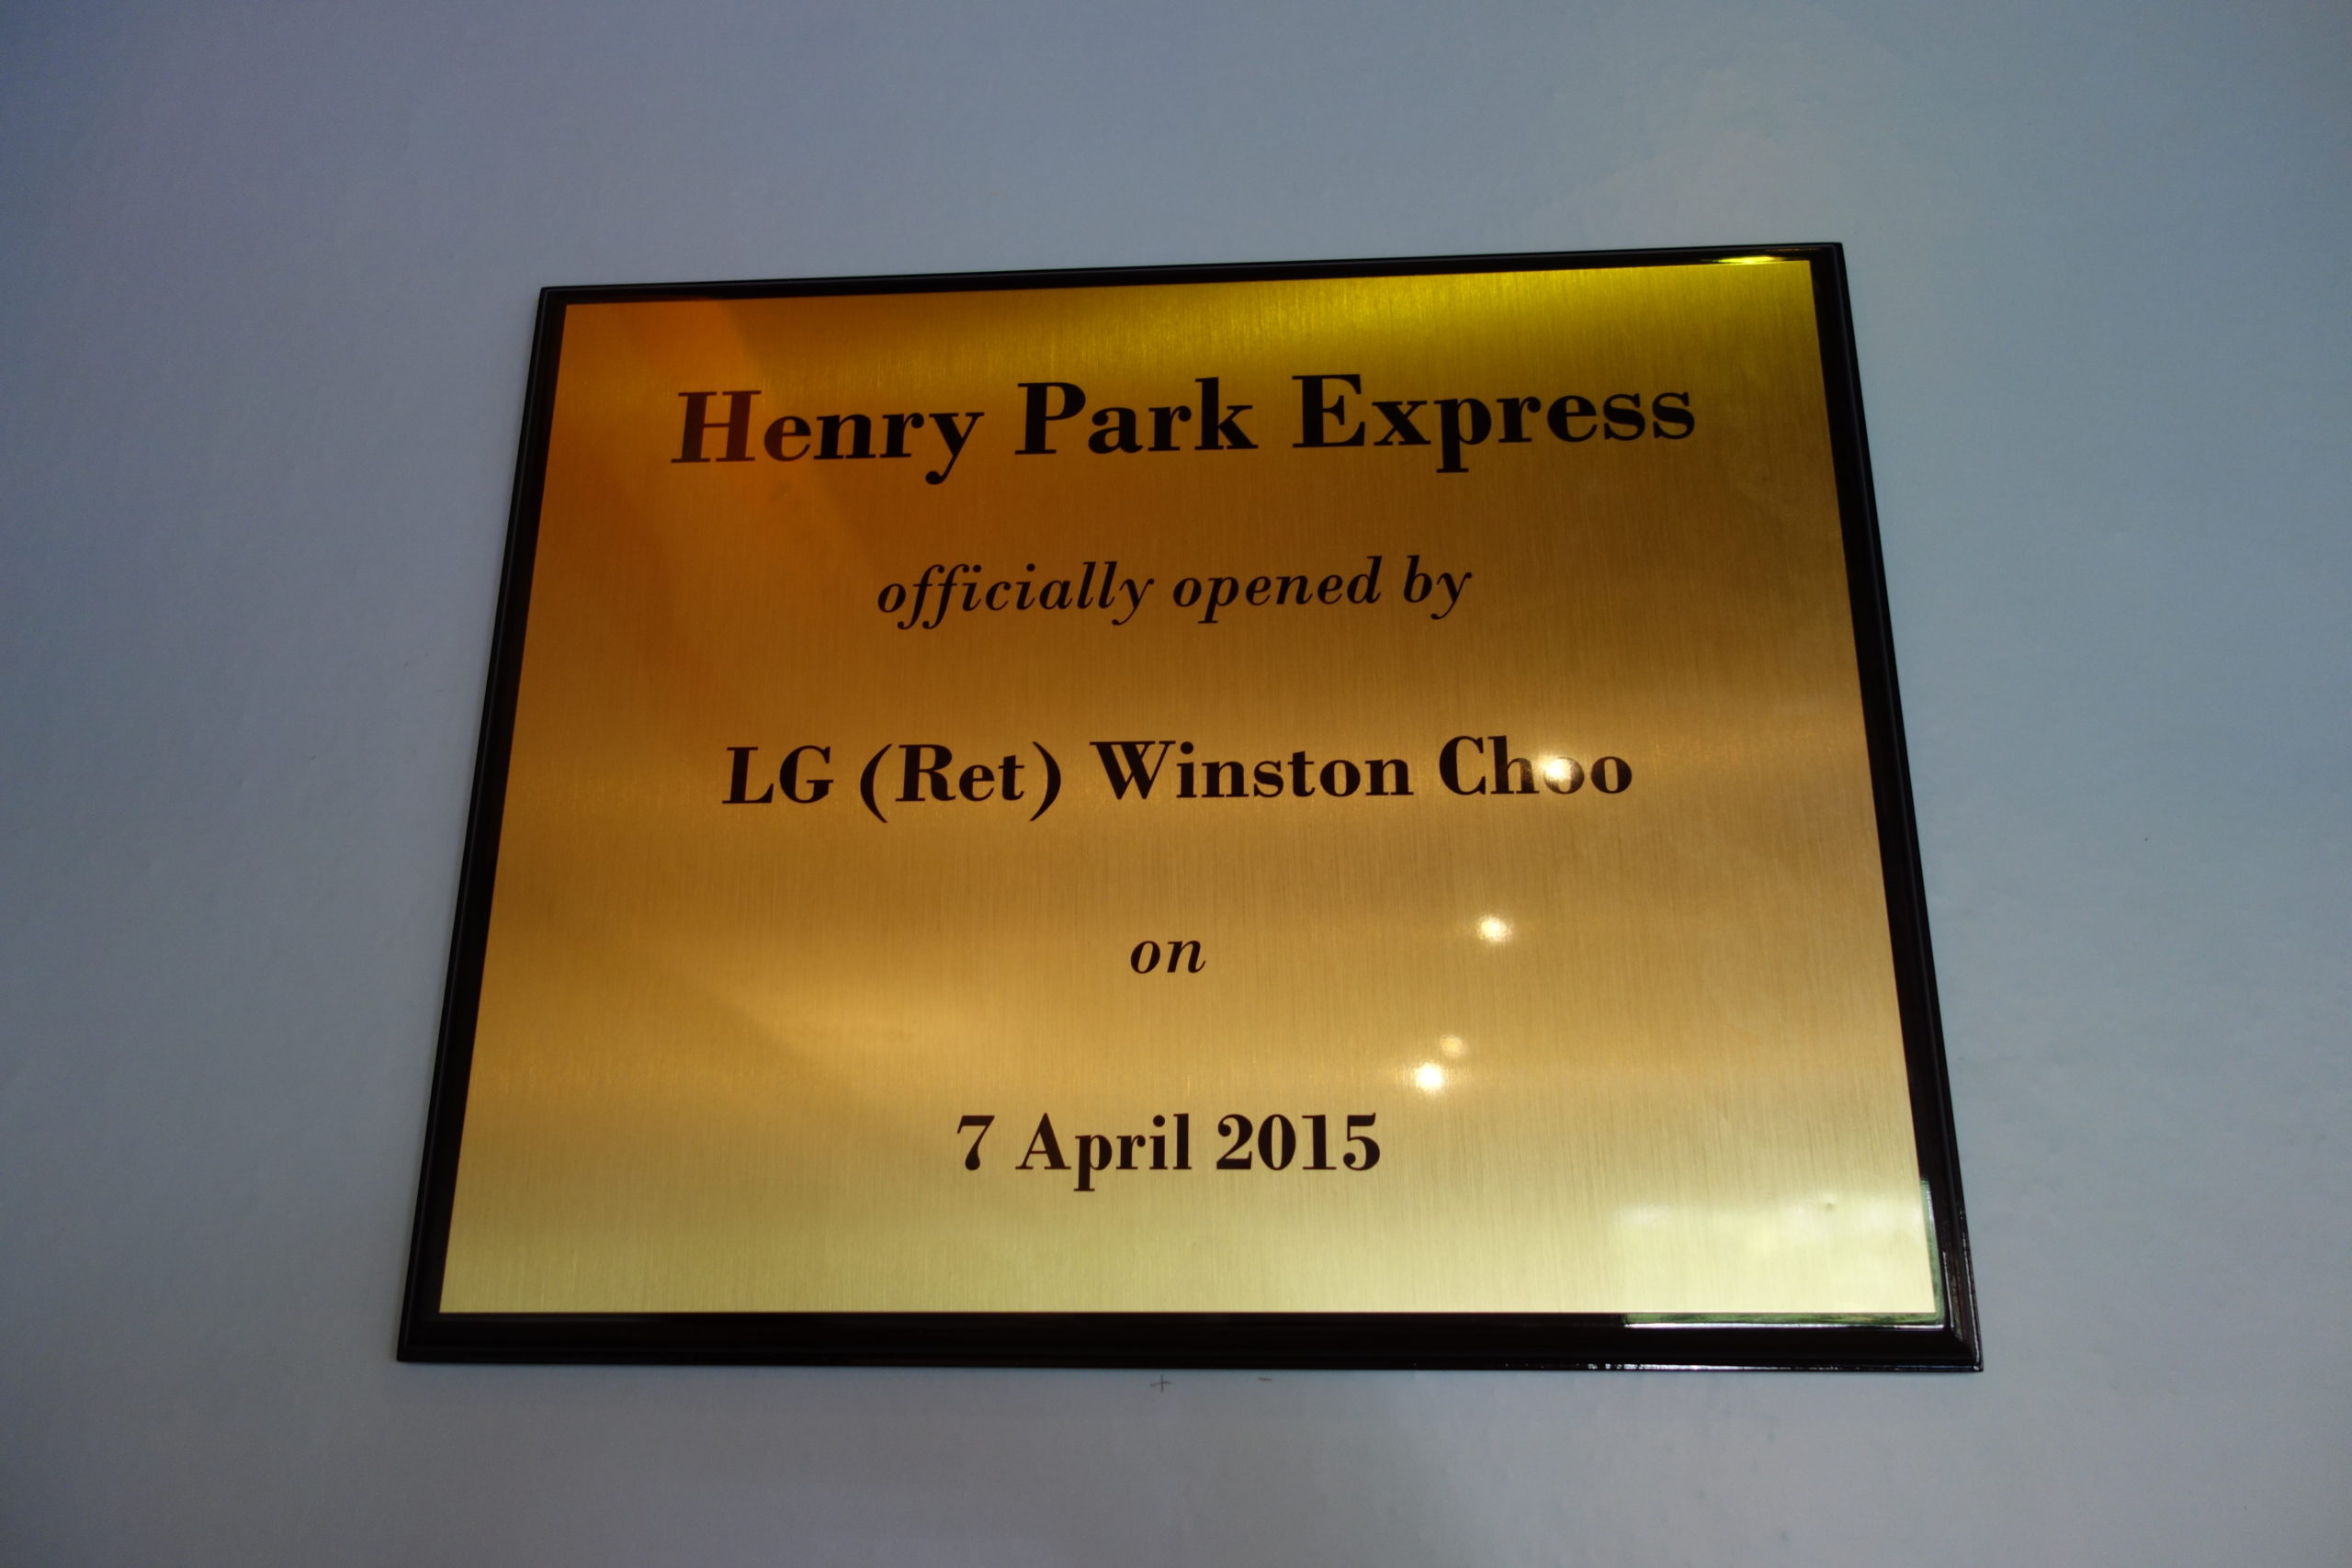 Henry Park Express
officially opened by
LG (Ret) Winston Choo
on
7 April 2015